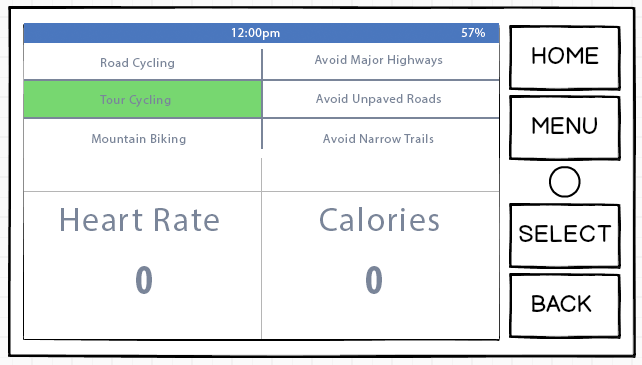 12:00pm 57%
Road Cycling
Avoid Major Highways
Tour Cycling
Avoid Unpaved Roads
Mountain Biking
Avoid Narrow Trails
Heart Rate
Calories
0
0
HOME
MENU
SELECT
BACK